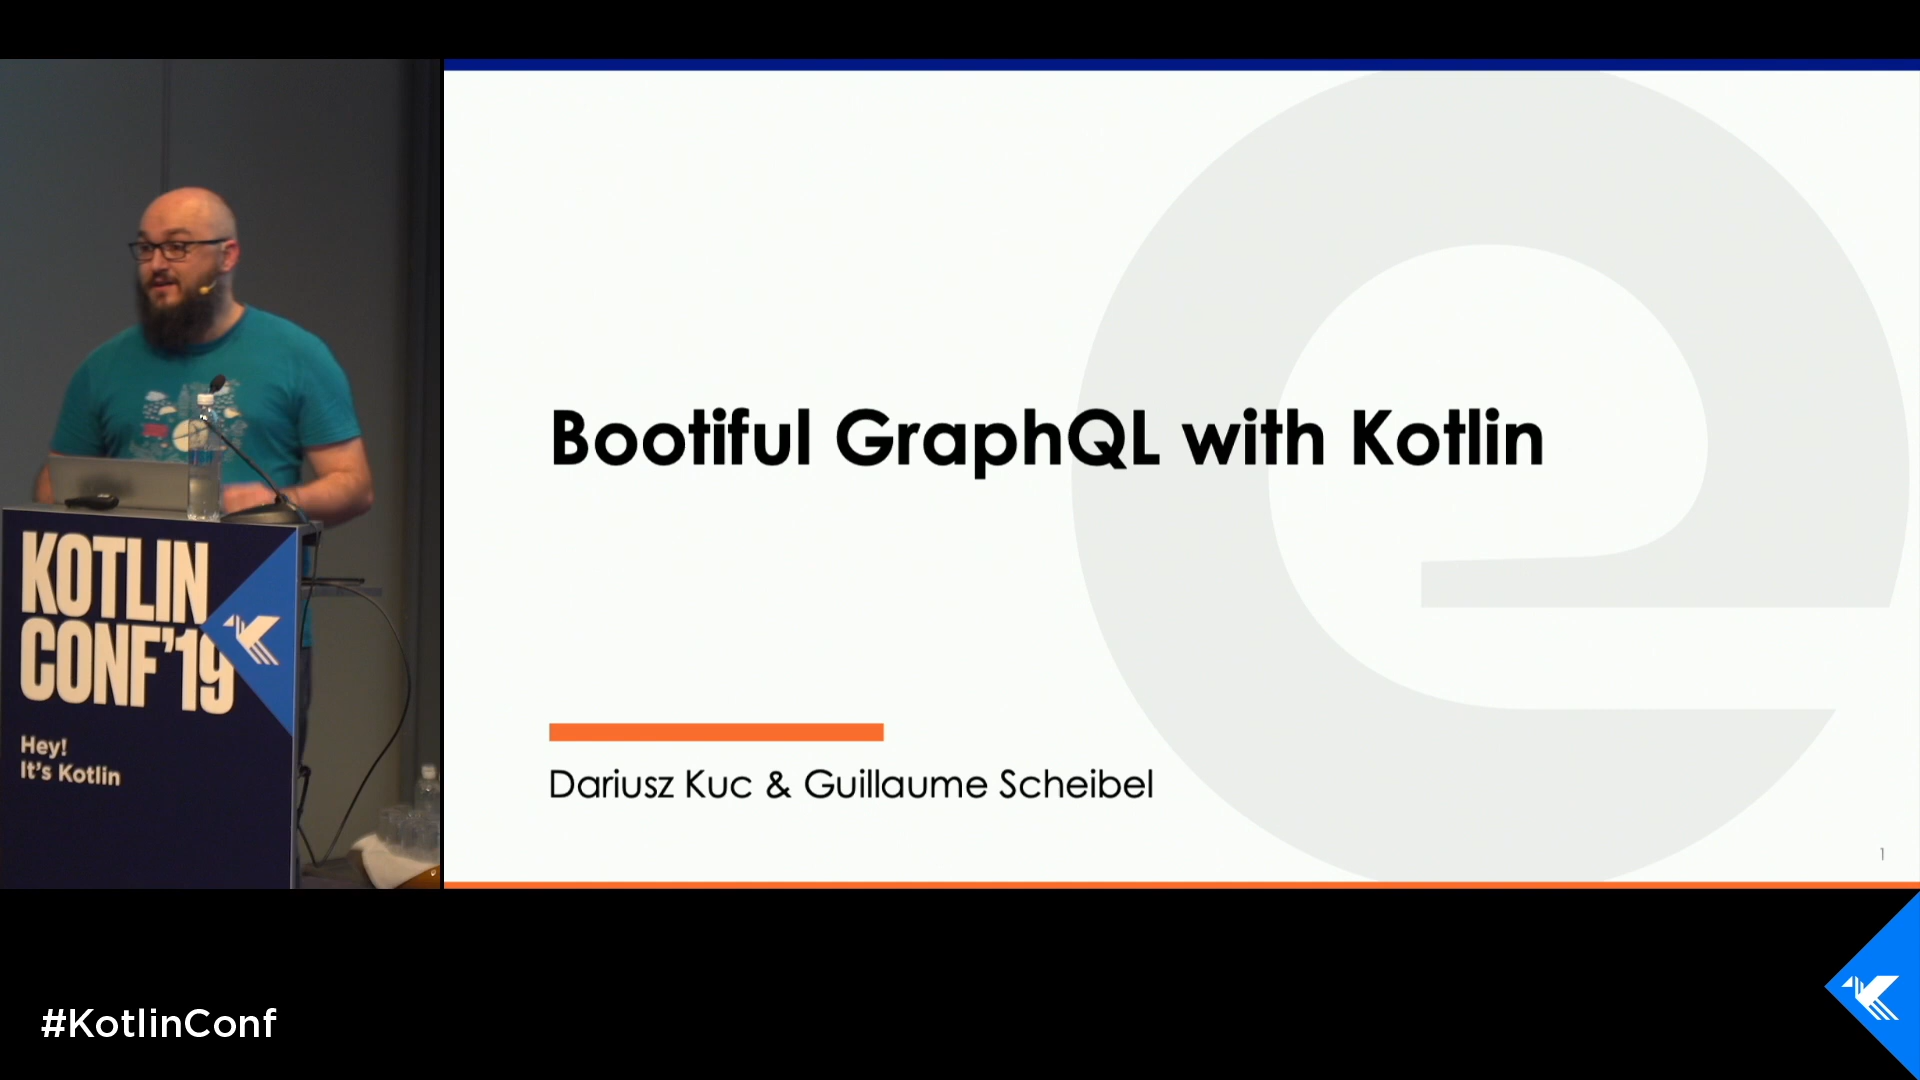 KOTLIN
CONF'19
Hey!
It's Kotlin
Bootiful GraphQL with Kotlin
Dariusz Kuc & Guillaume Scheibel
1
#KotlinConf